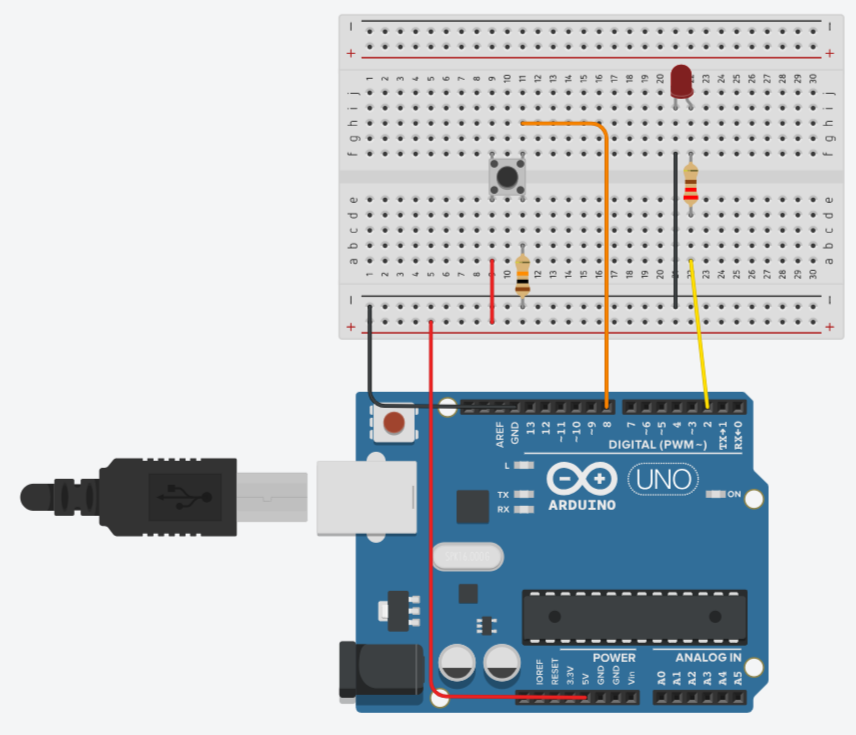 - -
+ +
1 2 3 4 5 6 7 8 9 10 11 12 13 14 15 16 17 18 19 20 22 23 24 25 26 27 28 29 30
j j
i i
h h
g g
f f
e e
d d
c c
b b
a a
1 2 3 4 5 6 7 8 9 10 12 13 14 15 16 17 18 19 20 21 22 23 24 25 26 27 28 29 30
- -
+ +
AREF GND 13 12 ~11 ~10 ~9 8 7 ~6 ~5 4 ~3 2 TX→1 RX←0
DIGITAL (PWM~)
L
TX
RX
ARDUINO
UNO
ON
POWER ANALOG IN
IOREF RESET 3.3V 5V GND GND Vin A0 A1 A2 A3 A4 A5